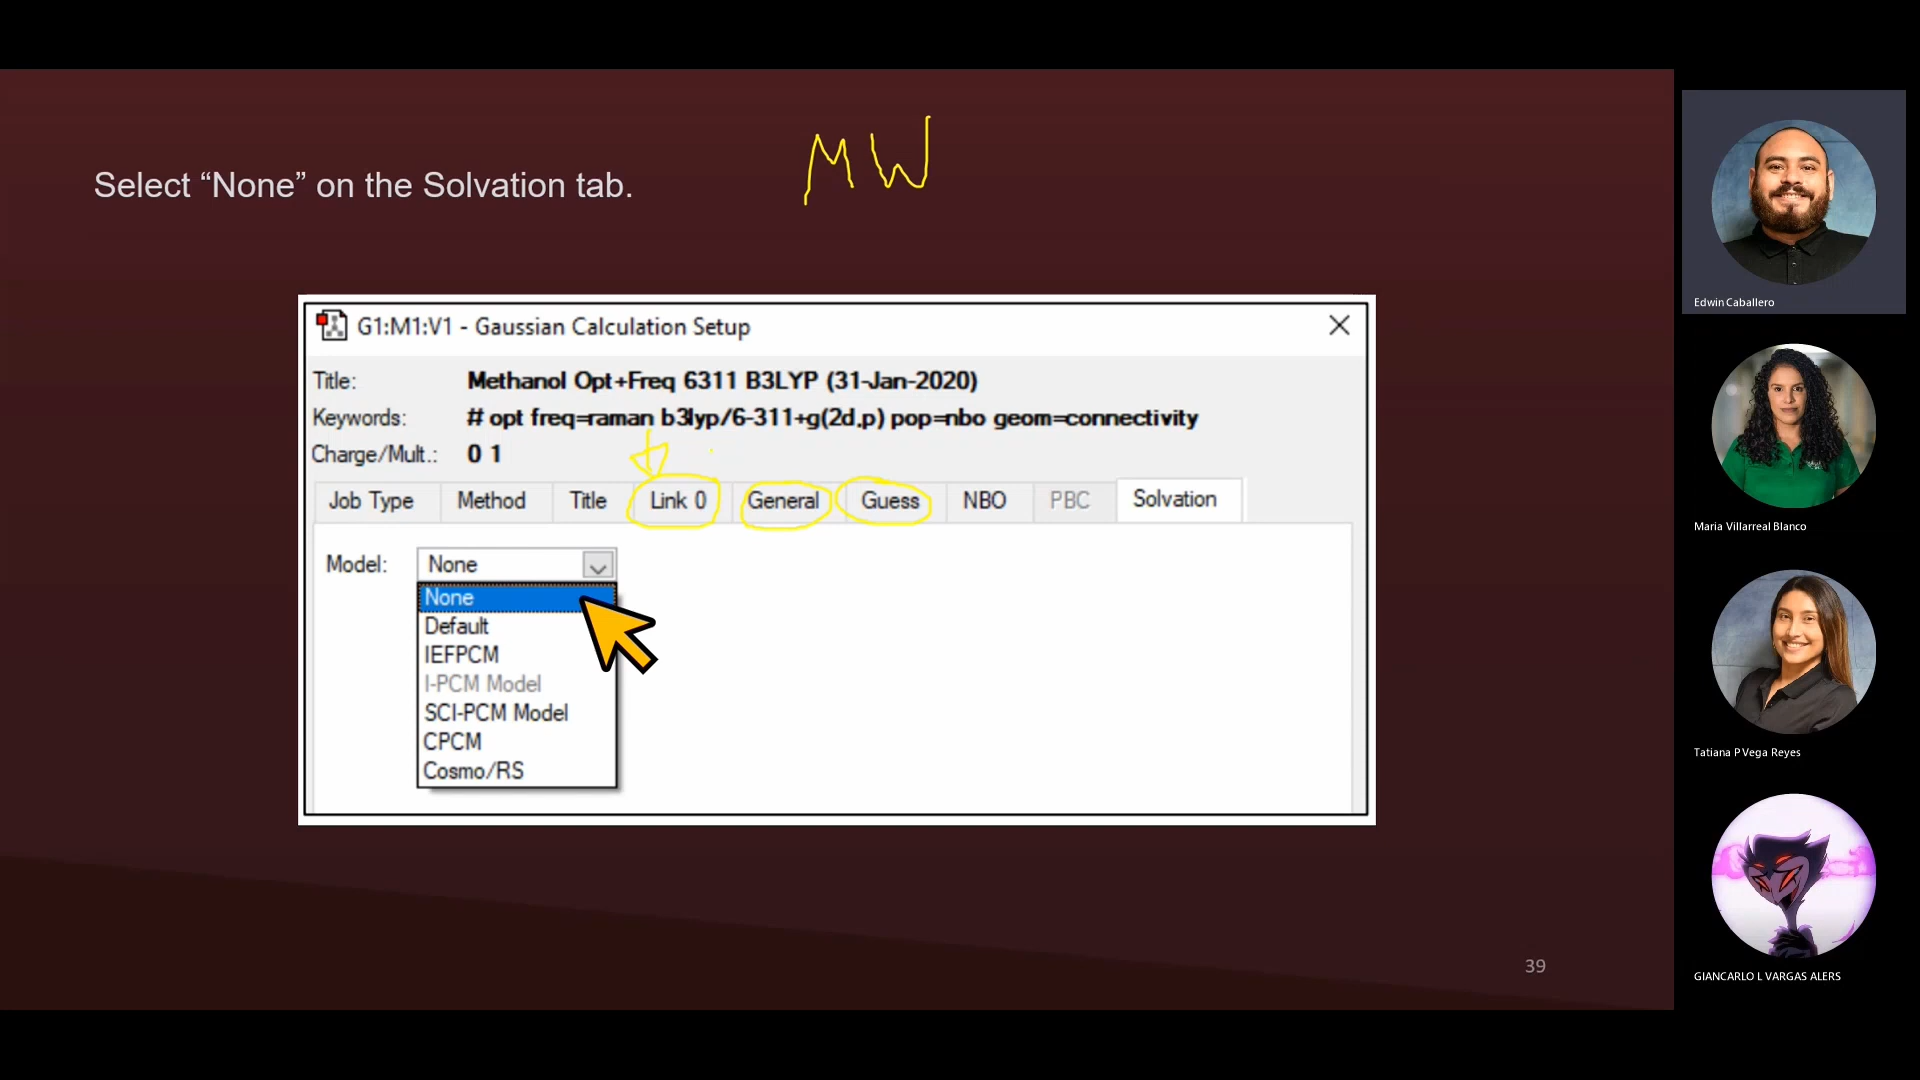 Select “None” on the Solvation tab.
MW
G1:M1:V1 - Gaussian Calculation Setup
Title: Methanol Opt+Freq 6311 B3LYP (31-Jan-2020)
Keywords: # opt freq=raman b3lyp/6-311+g(2d,p) pop=nbo geom=connectivity
Charge/Mult.: 0 1
Job Type Method Title Link 0 General Guess NBO PBC Solvation
Model: None
None
Default
IEFPCM
I-PCM Model
SCI-PCM Model
CPCM
Cosmo/RS
39
Edwin Caballero
Maria Villarreal Blanco
Tatiana P Vega Reyes
GIANCARLO L VARGAS ALERS